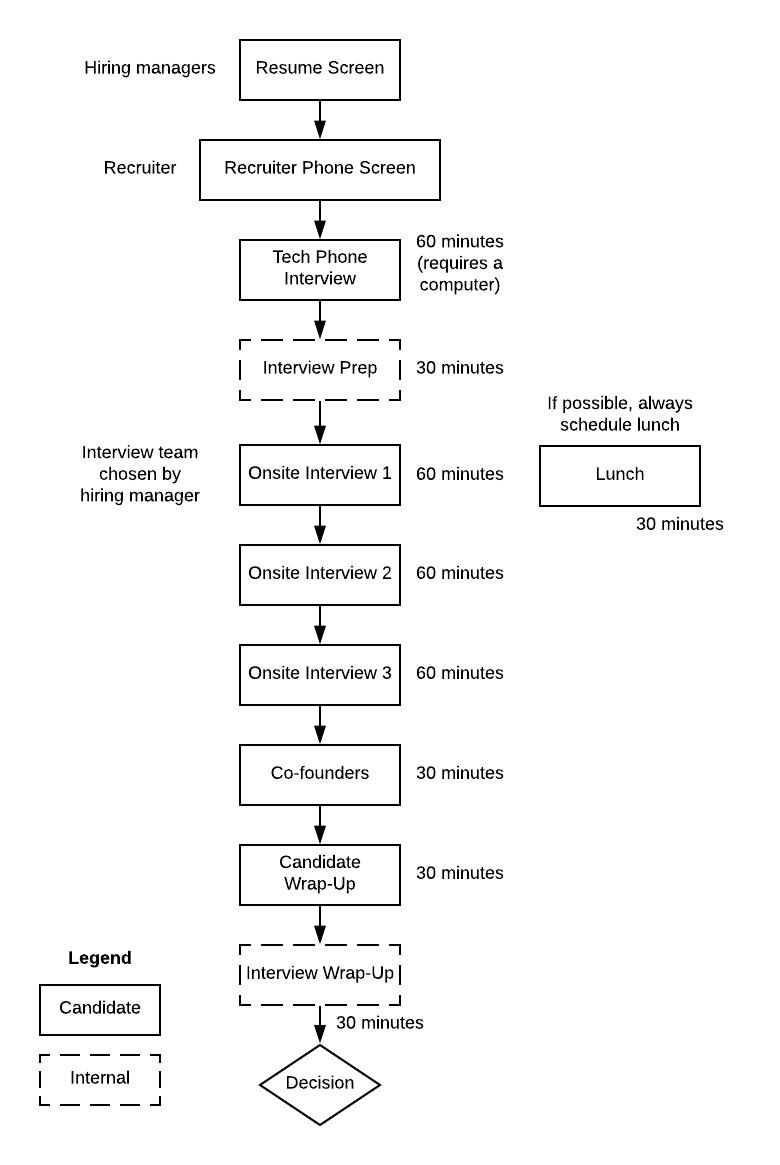 Hiring managers
Resume Screen
Recruiter
Recruiter Phone Screen
Tech Phone
Interview
60 minutes
(requires a
computer)
Interview Prep
30 minutes
If possible, always
schedule lunch
Interview team
chosen by
hiring manager
Onsite Interview 1
60 minutes
Lunch
30 minutes
Onsite Interview 2
60 minutes
Onsite Interview 3
60 minutes
Co-founders
30 minutes
Candidate
Wrap-Up
30 minutes
Interview Wrap-Up
30 minutes
Decision
Legend
Candidate
Internal